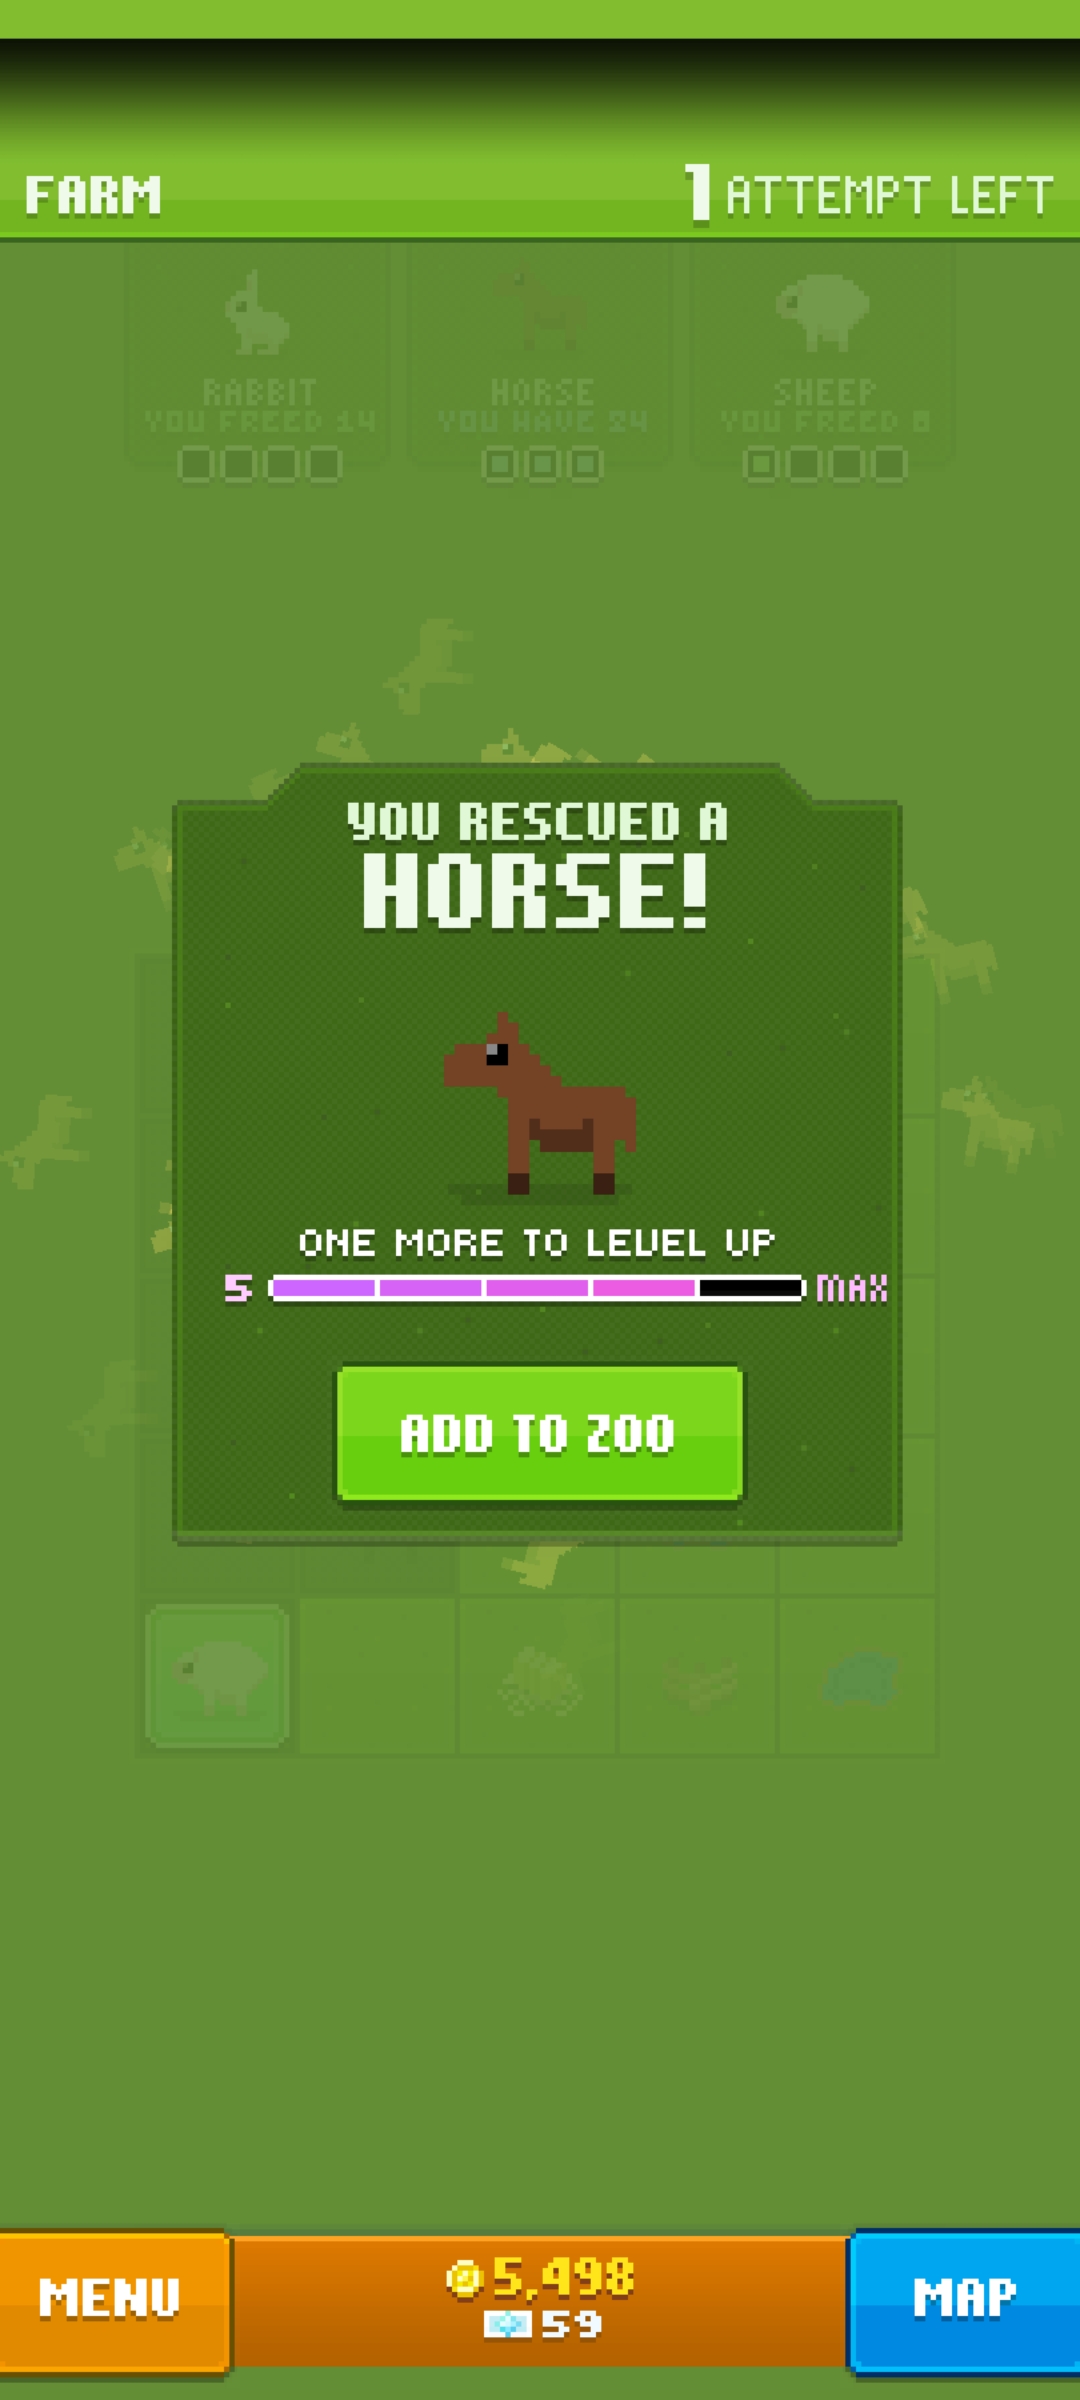 FARM
1 ATTEMPT LEFT
RABBIT
YOU FREED 14
HORSE
YOU HAVE 24
SHEEP
YOU FREED 8
YOU RESCUED A
HORSE!
ONE MORE TO LEVEL UP
5
MAX
ADD TO ZOO
MENU
5,498
59
MAP